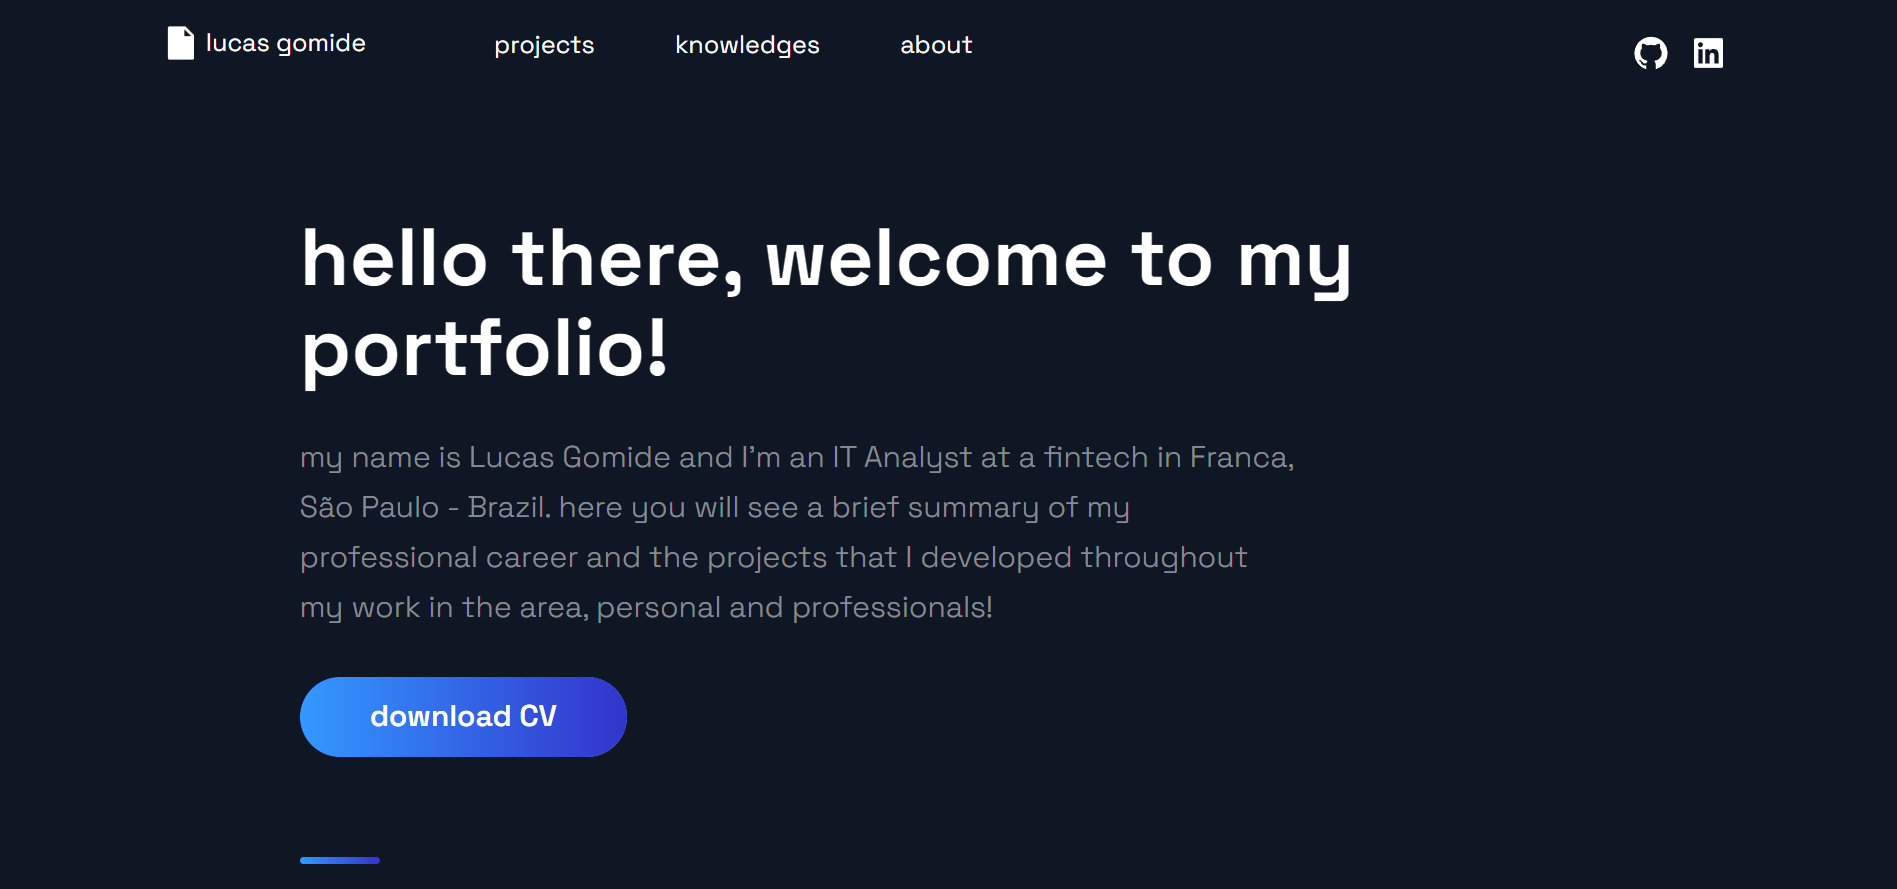 lucas gomide projects knowledges about
hello there, welcome to my
portfolio!
my name is Lucas Gomide and I'm an IT Analyst at a fintech in Franca,
São Paulo - Brazil. here you will see a brief summary of my
professional career and the projects that I developed throughout
my work in the area, personal and professionals!
download CV